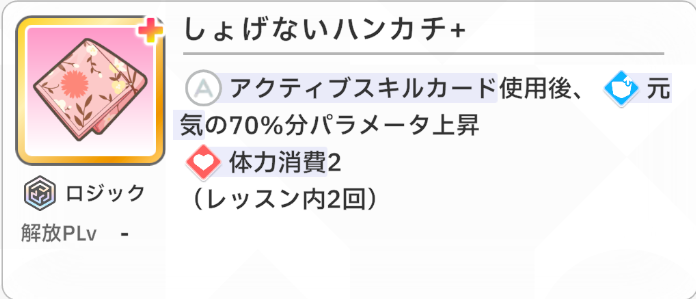 しょげないハンカチ+
A アクティブスキルカード使用後、 元
気の70%分パラメータ上昇
体力消費2
（レッスン内2回）
ロジック
解放PLv -